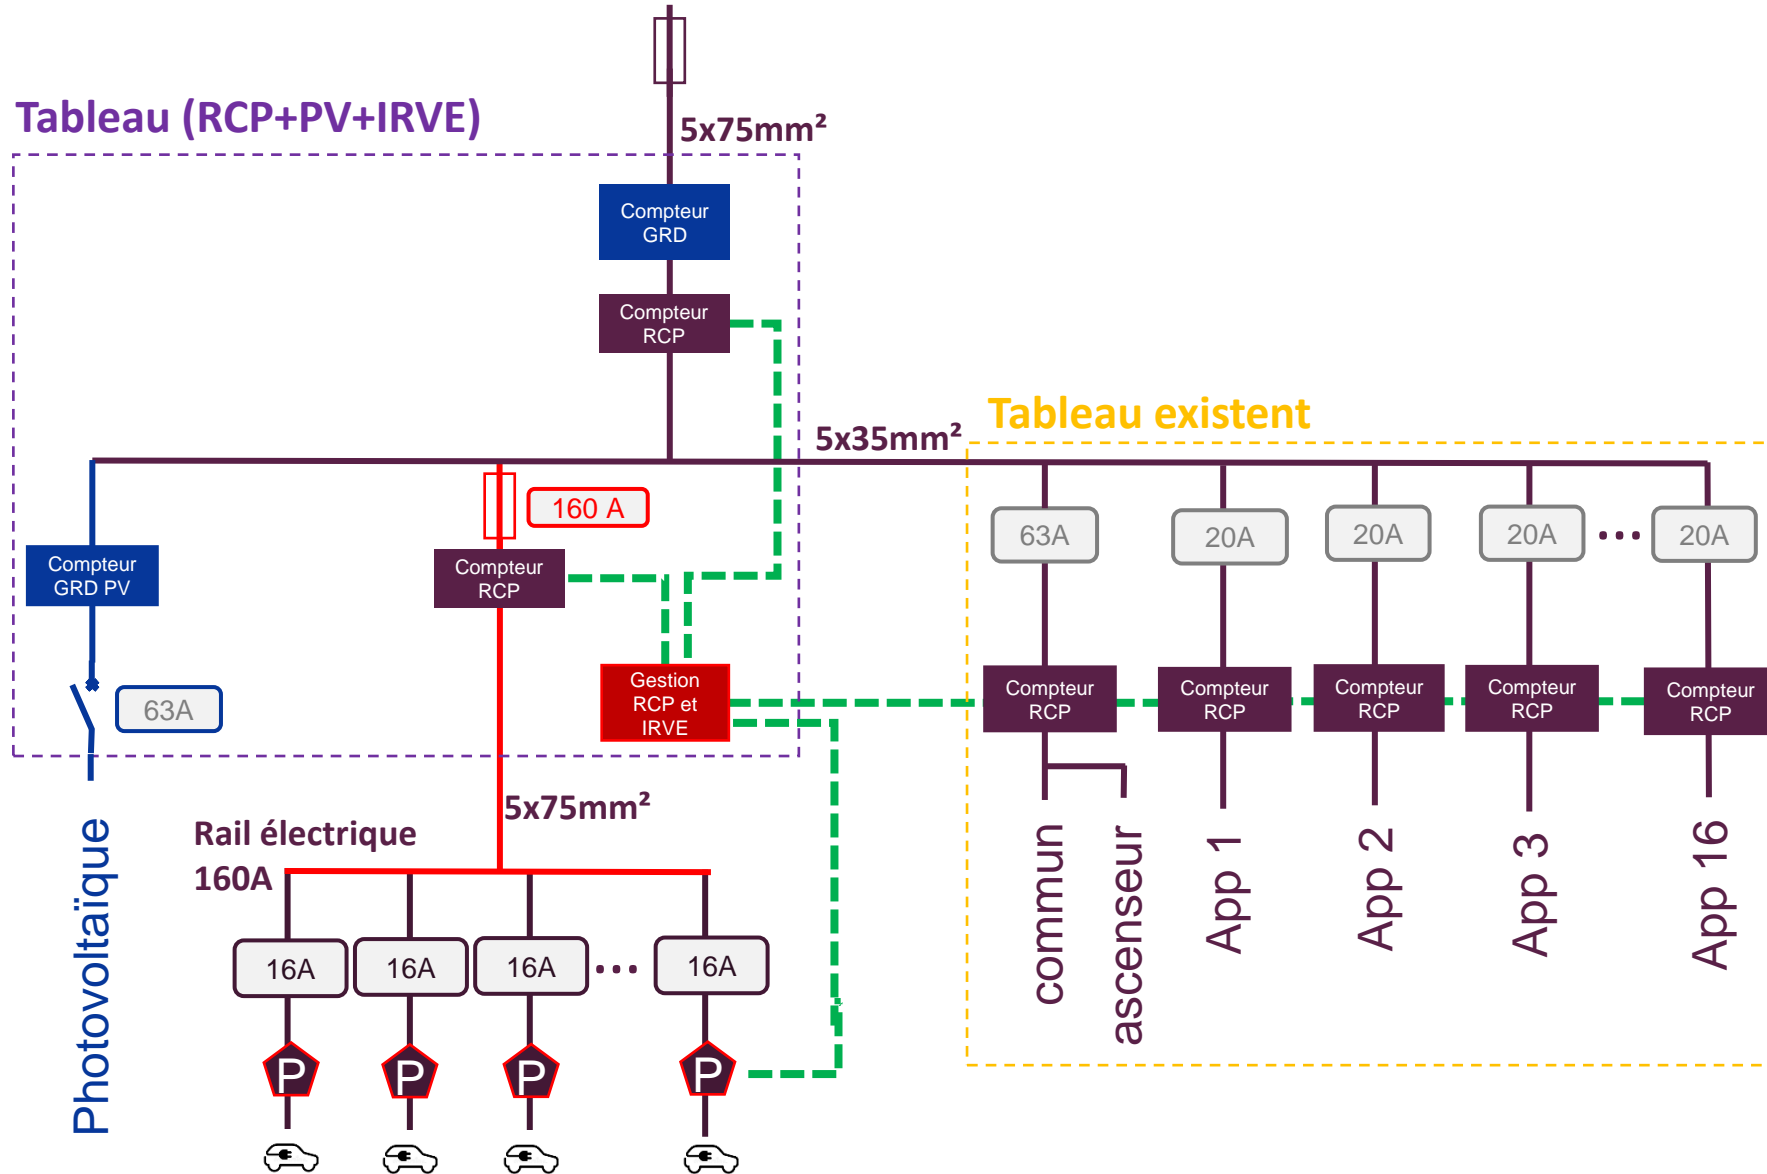 Tableau (RCP+PV+IRVE)
5x75mm²
Compteur
GRD
Compteur
RCP
5x35mm²
Tableau existent
160 A
63A
20A
20A
20A
...
20A
Compteur
GRD PV
Compteur
RCP
63A
Gestion
RCP et
IRVE
Compteur
RCP
Compteur
RCP
Compteur
RCP
Compteur
RCP
Compteur
RCP
5x75mm²
Rail électrique
160A
Photovoltaïque
commun
ascenseur
App 1
App 2
App 3
App 16
16A
16A
16A
...
16A
P
P
P
P